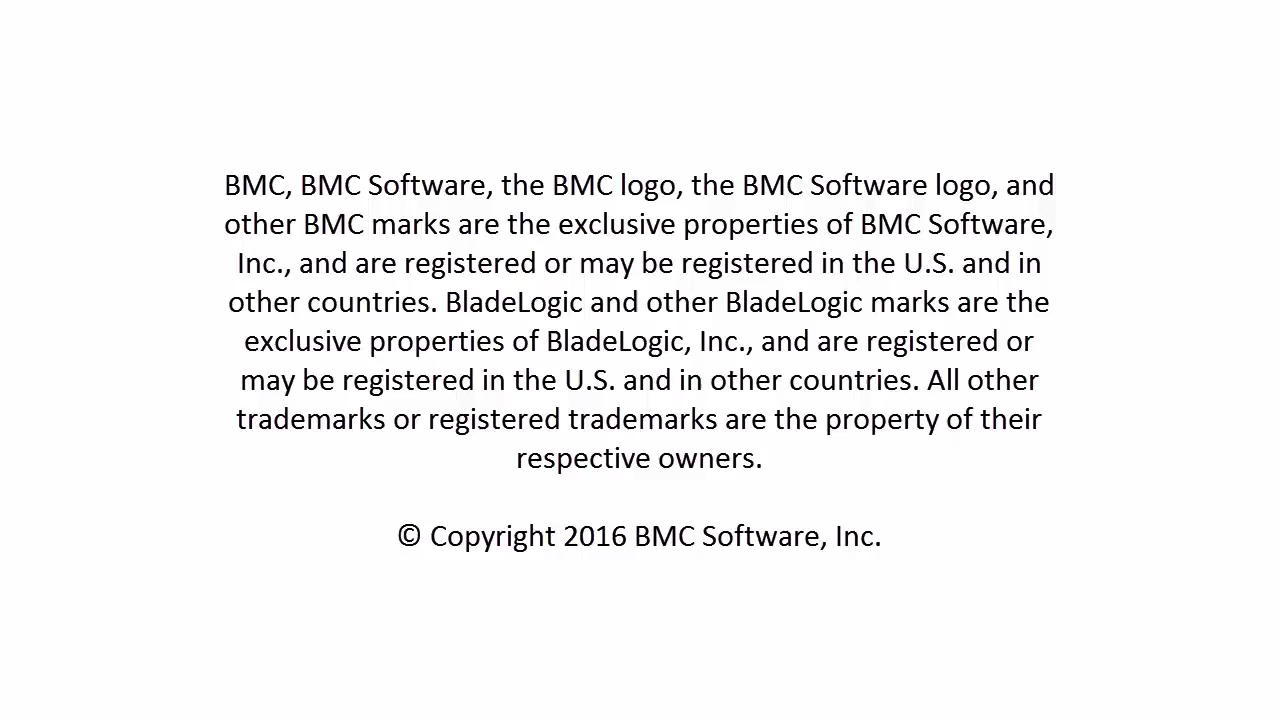 BMC, BMC Software, the BMC logo, the BMC Software logo, and
other BMC marks are the exclusive properties of BMC Software,
Inc., and are registered or may be registered in the U.S. and in
other countries. BladeLogic and other BladeLogic marks are the
exclusive properties of BladeLogic, Inc., and are registered or
may be registered in the U.S. and in other countries. All other
trademarks or registered trademarks are the property of their
respective owners.
© Copyright 2016 BMC Software, Inc.